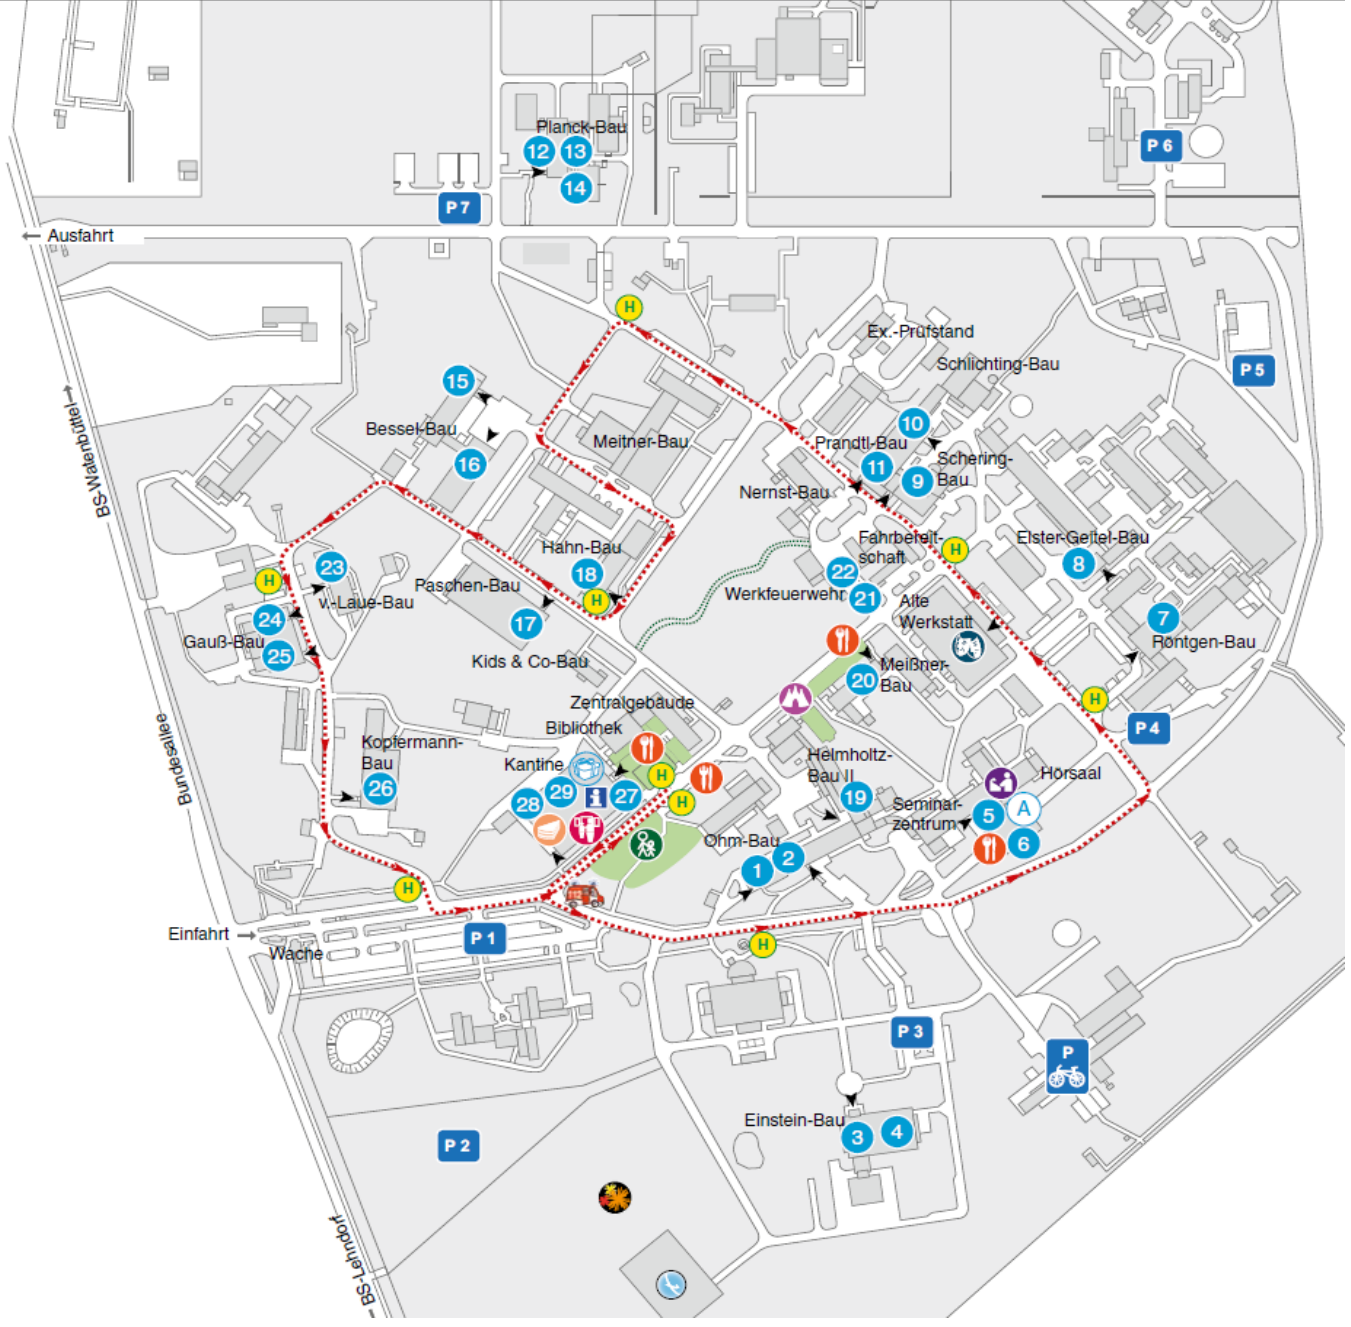 Planck-Bau
12 13
14
P 6
P 7
Ausfahrt
H
Ex.-Prüfstand
Schlichting-Bau
P 5
15
BS-Watenbüttel
Bessel-Bau
10
Meitner-Bau
Prandtl-Bau
16
11
Schering-
Bau
9
Nernst-Bau
Hahn-Bau
Fahrbereit-
schaft
H
Elster-Geitel-Bau
8
23
H
18
Paschen-Bau
22
Werkfeuerwehr
21
H
v.-Laue-Bau
Alte
Werkstatt
24
Gauß-Bau
25
17
7
Röntgen-Bau
Kids & Co-Bau
Meißner-
Bau
20
Zentralgebäude
H
P 4
Bundesallee
Bibliothek
Kopfermann-
Bau
26
Kantine
H
Helmholtz-
Bau II
Hörsaal
28
29
i
27
H
19
Seminar-
zentrum
5
A
6
Ohm-Bau
1
2
H
112
Einfahrt
P 1
H
Wache
P 3
P
Einstein-Bau
3
4
P 2
BS-Lehndorf